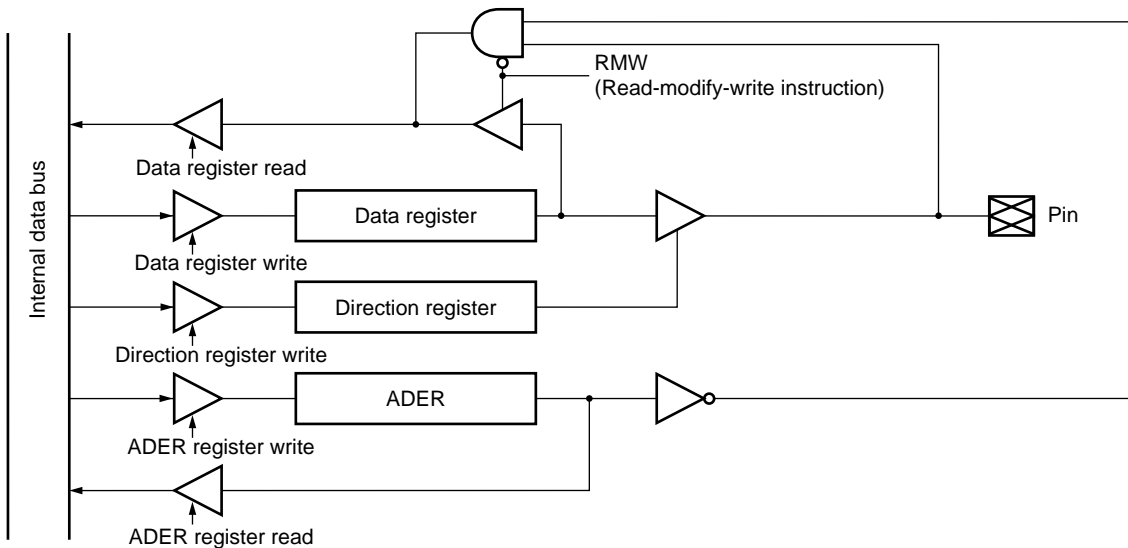 RMW
(Read-modify-write instruction)
Data register read
Data register
Pin
Data register write
Internal data bus
Direction register
Direction register write
ADER
ADER register write
ADER register read